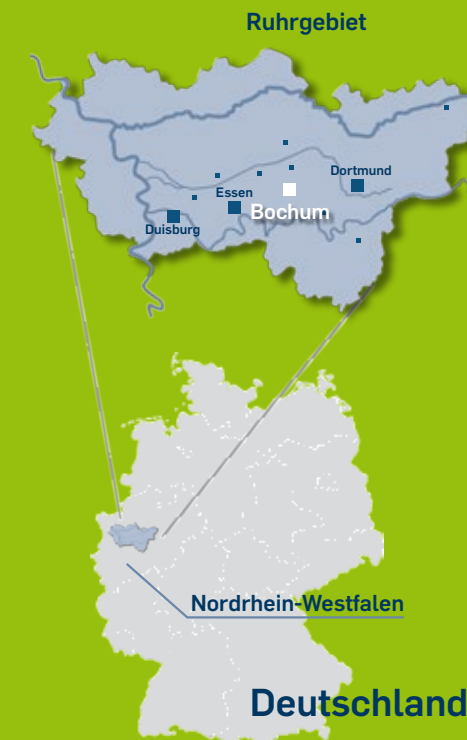 Ruhrgebiet
Dortmund
Essen
Bochum
Duisburg
Nordrhein-Westfalen
Deutschland